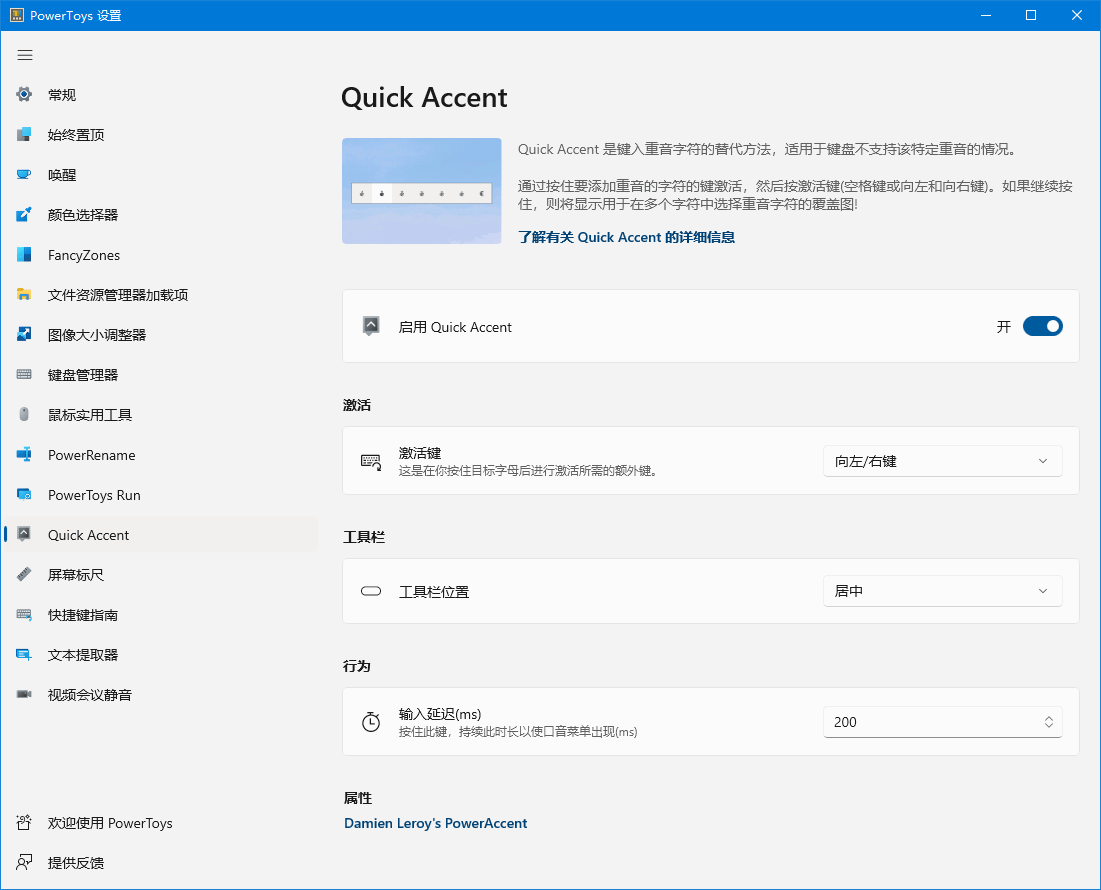 PowerToys 设置
常规
始终置顶
唤醒
颜色选择器
FancyZones
文件资源管理器加载项
图像大小调整器
键盘管理器
鼠标实用工具
PowerRename
PowerToys Run
Quick Accent
屏幕标尺
快捷键指南
文本提取器
视频会议静音
欢迎使用 PowerToys
提供反馈
Quick Accent
Quick Accent 是键入重音字符的替代方法，适用于键盘不支持该特定重音的情况。
通过按住要添加重音的字符的键激活，然后按激活键(空格键或向左和向右键)。如果继续按
住，则将显示用于在多个字符中选择重音字符的覆盖图!
了解有关 Quick Accent 的详细信息
启用 Quick Accent
开
激活
激活键
这是在你按住目标字母后进行激活所需的额外键。
向左/右键
工具栏
工具栏位置
居中
行为
输入延迟(ms)
按住此键，持续此时长以使口音菜单出现(ms)
200
属性
Damien Leroy's PowerAccent